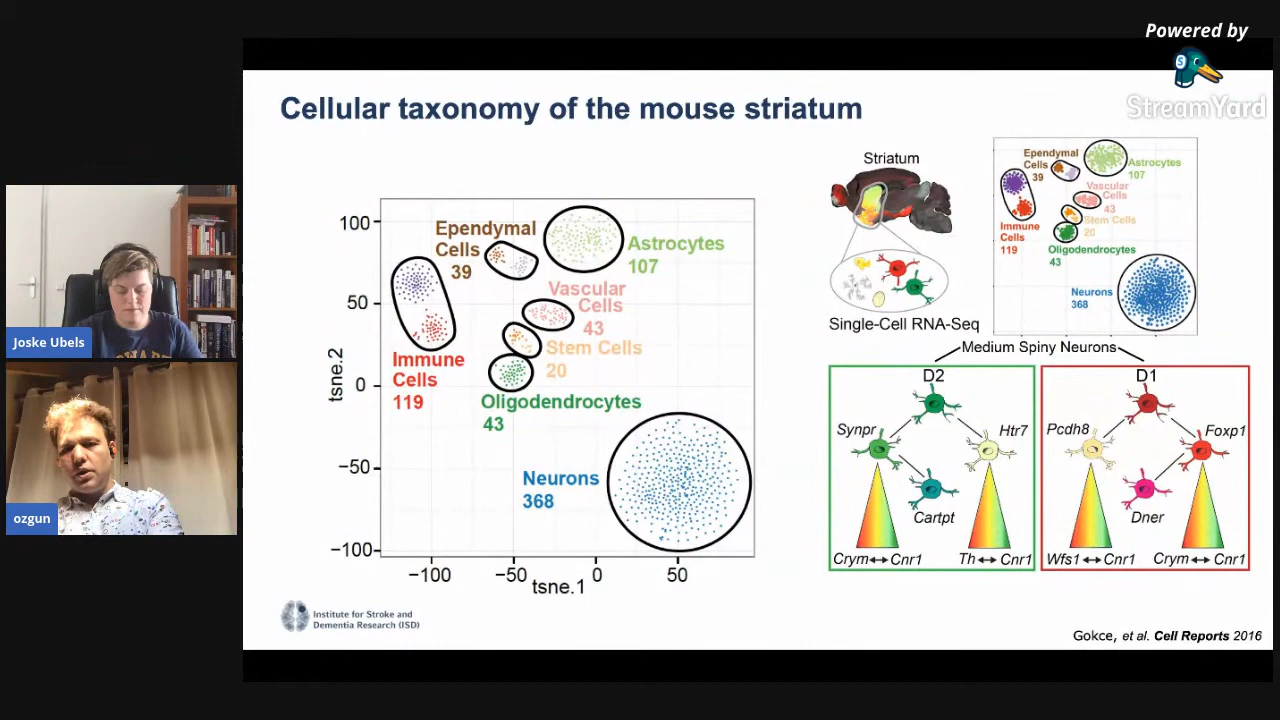 Powered by
StreamYard
Joske Ubels
ozgun
Cellular taxonomy of the mouse striatum
tsne.2
100
50
0
−50
−100
−100
−50
0
50
tsne.1
Ependymal
Cells
39
Astrocytes
107
Vascular
Cells
43
Stem Cells
20
Immune
Cells
119
Oligodendrocytes
43
Neurons
368
Striatum
Single-Cell RNA-Seq
Ependymal
Cells
39
Astrocytes
107
Vascular
Cells
43
Stem Cells
20
Immune
Cells
119
Oligodendrocytes
43
Neurons
368
Medium Spiny Neurons
D2
Synpr
Htr7
Cartpt
Crym↔Cnr1
Th↔Cnr1
D1
Pcdh8
Foxp1
Dner
Wfs1↔Cnr1
Crym↔Cnr1
Institute for Stroke and
Dementia Research (ISD)
Gokce, et al. Cell Reports 2016